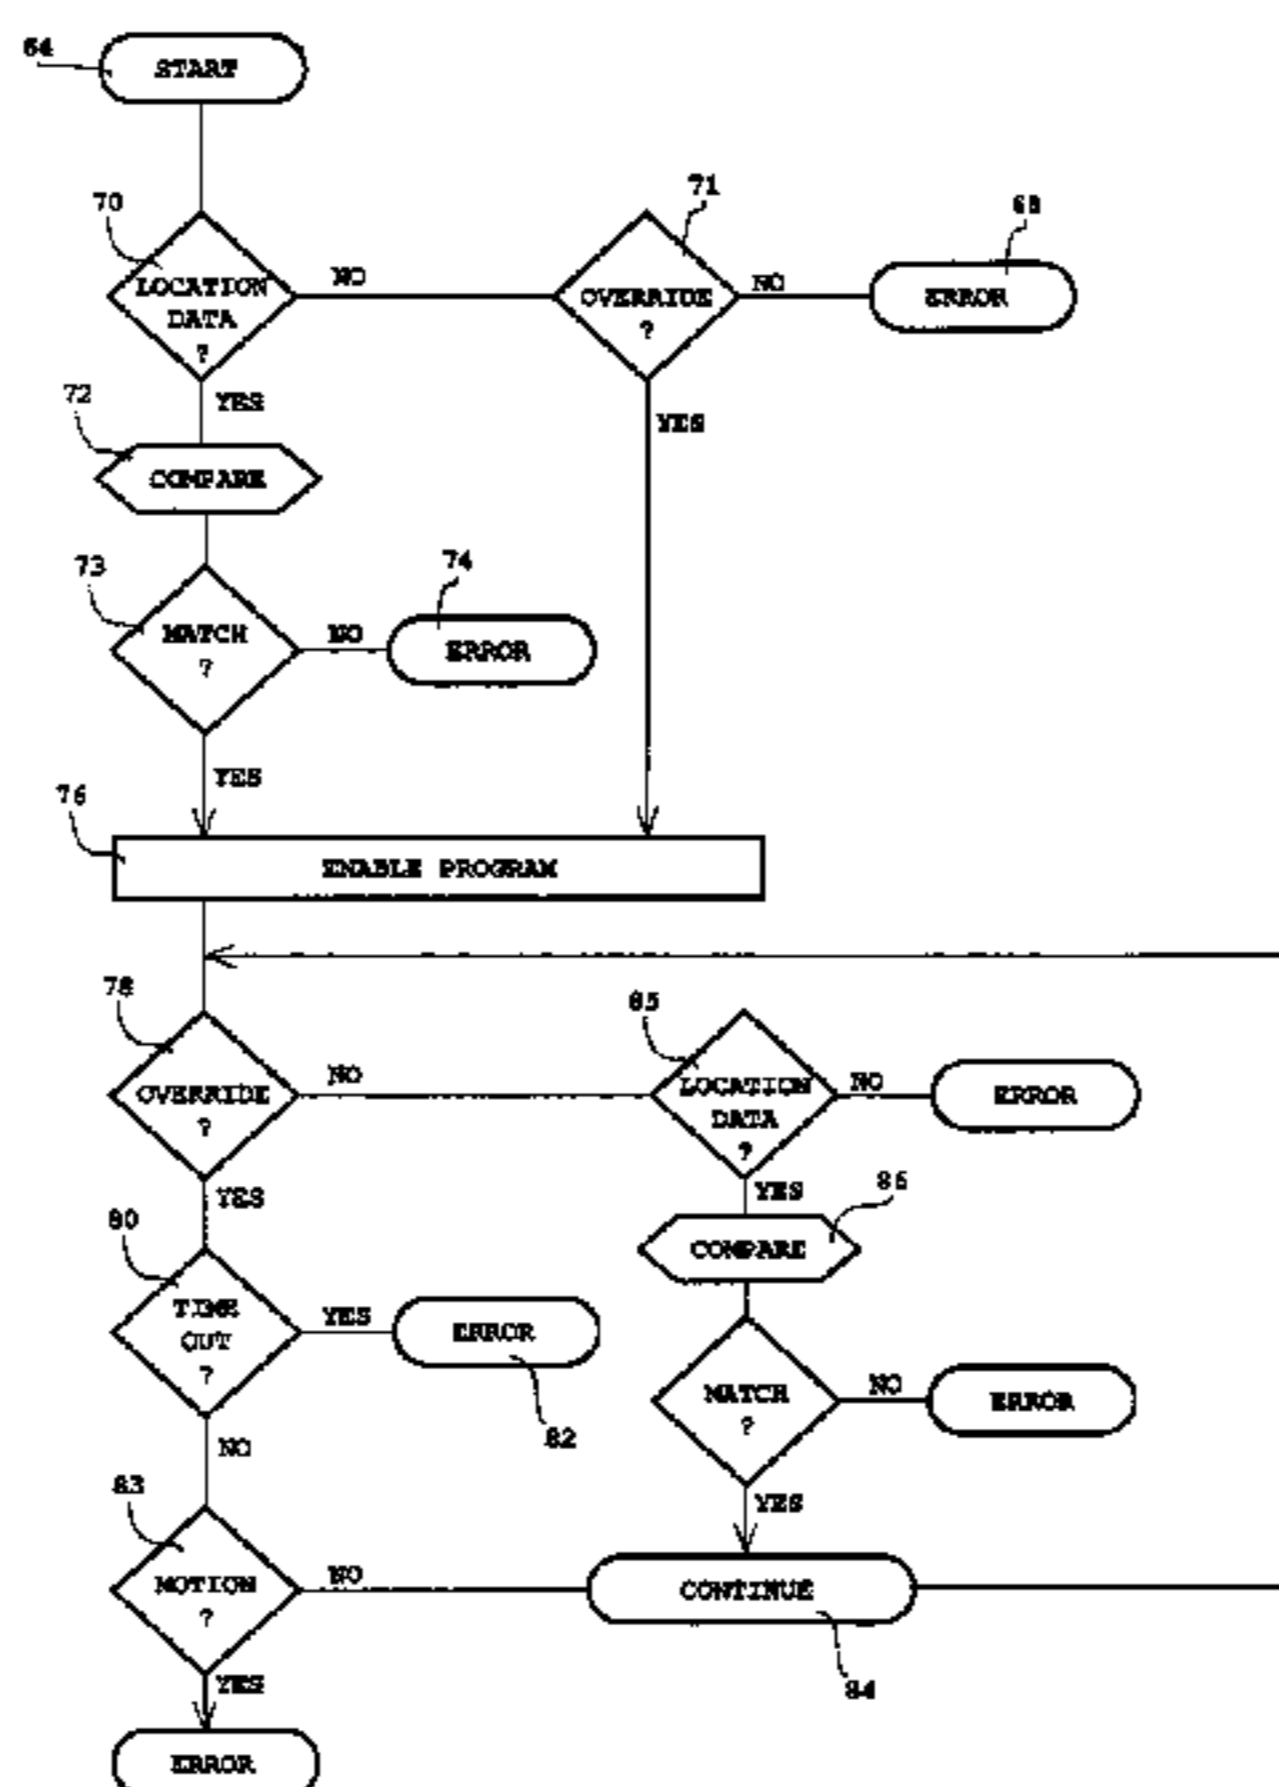 64
START
70
71
68
LOCATION
DATA
?
NO
OVERRIDE
?
NO
ERROR
YES
YES
72
COMPARE
73
74
MATCH
?
NO
ERROR
YES
76
ENABLE PROGRAM
78
85
OVERRIDE
?
NO
LOCATION
DATA
?
NO
ERROR
YES
YES
86
80
COMPARE
TIME
OUT
?
YES
ERROR
82
MATCH
?
NO
ERROR
NO
YES
83
MOTION
?
NO
CONTINUE
84
YES
ERROR